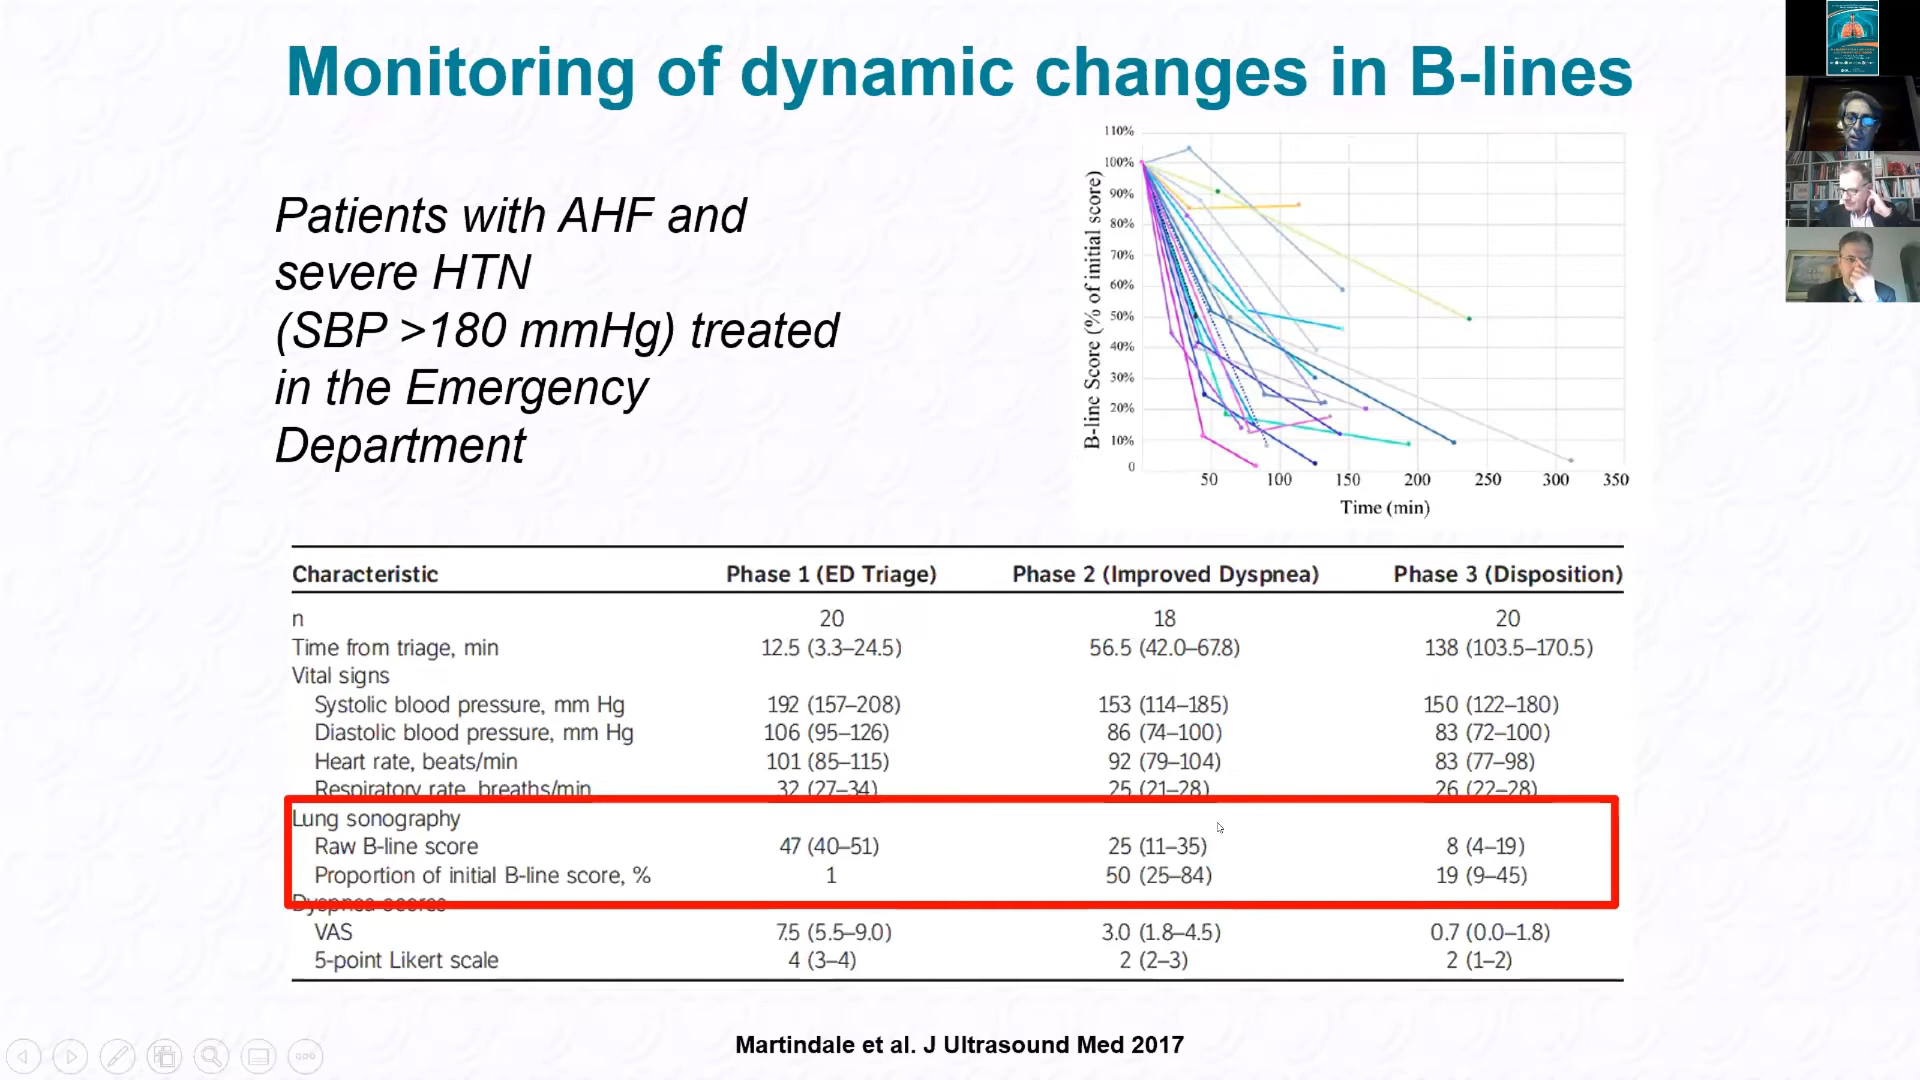 Monitoring of dynamic changes in B-lines
Patients with AHF and
severe HTN
(SBP >180 mmHg) treated
in the Emergency
Department
B-line Score (% of initial score)
110%
100%
90%
80%
70%
60%
50%
40%
30%
20%
10%
0
50 100 150 200 250 300 350
Time (min)
Characteristic Phase 1 (ED Triage) Phase 2 (Improved Dyspnea) Phase 3 (Disposition)
n 20 18 20
Time from triage, min 12.5 (3.3–24.5) 56.5 (42.0–67.8) 138 (103.5–170.5)
Vital signs
Systolic blood pressure, mm Hg 192 (157–208) 153 (114–185) 150 (122–180)
Diastolic blood pressure, mm Hg 106 (95–126) 86 (74–100) 83 (72–100)
Heart rate, beats/min 101 (85–115) 92 (79–104) 83 (77–98)
Respiratory rate, breaths/min 32 (27–34) 25 (21–28) 26 (22–28)
Lung sonography
Raw B-line score 47 (40–51) 25 (11–35) 8 (4–19)
Proportion of initial B-line score, % 1 50 (25–84) 19 (9–45)
Dyspnea scores
VAS 7.5 (5.5–9.0) 3.0 (1.8–4.5) 0.7 (0.0–1.8)
5-point Likert scale 4 (3–4) 2 (2–3) 2 (1–2)
Martindale et al. J Ultrasound Med 2017